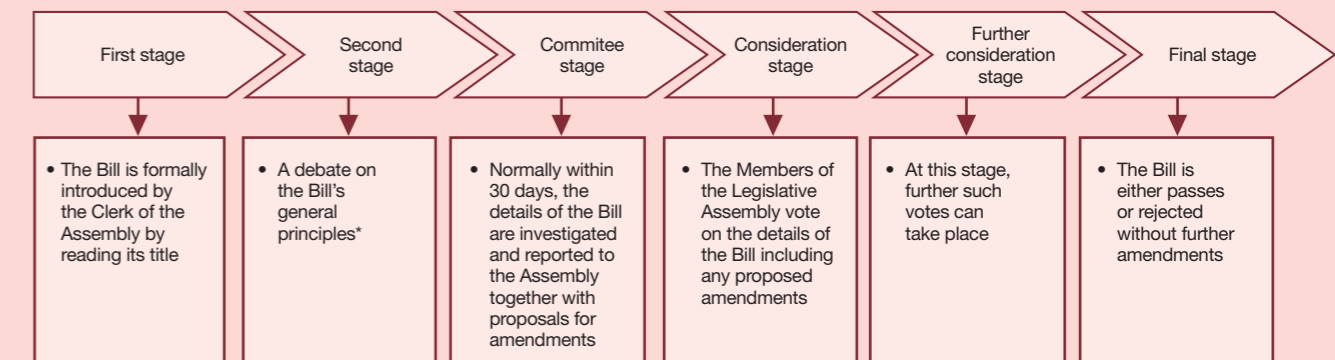 First stage
Second
stage
Commitee
stage
Consideration
stage
Further
consideration
stage
Final stage
• The Bill is formally
introduced by
the Clerk of the
Assembly by
reading its title
• A debate on
the Bill's
general
principles*
• Normally within
30 days, the
details of the Bill
are investigated
and reported to
the Assembly
together with
proposals for
amendments
• The Members of
the Legislative
Assembly vote
on the details of
the Bill including
any proposed
amendments
• At this stage,
further such
votes can
take place
• The Bill is
either passes
or rejected
without further
amendments